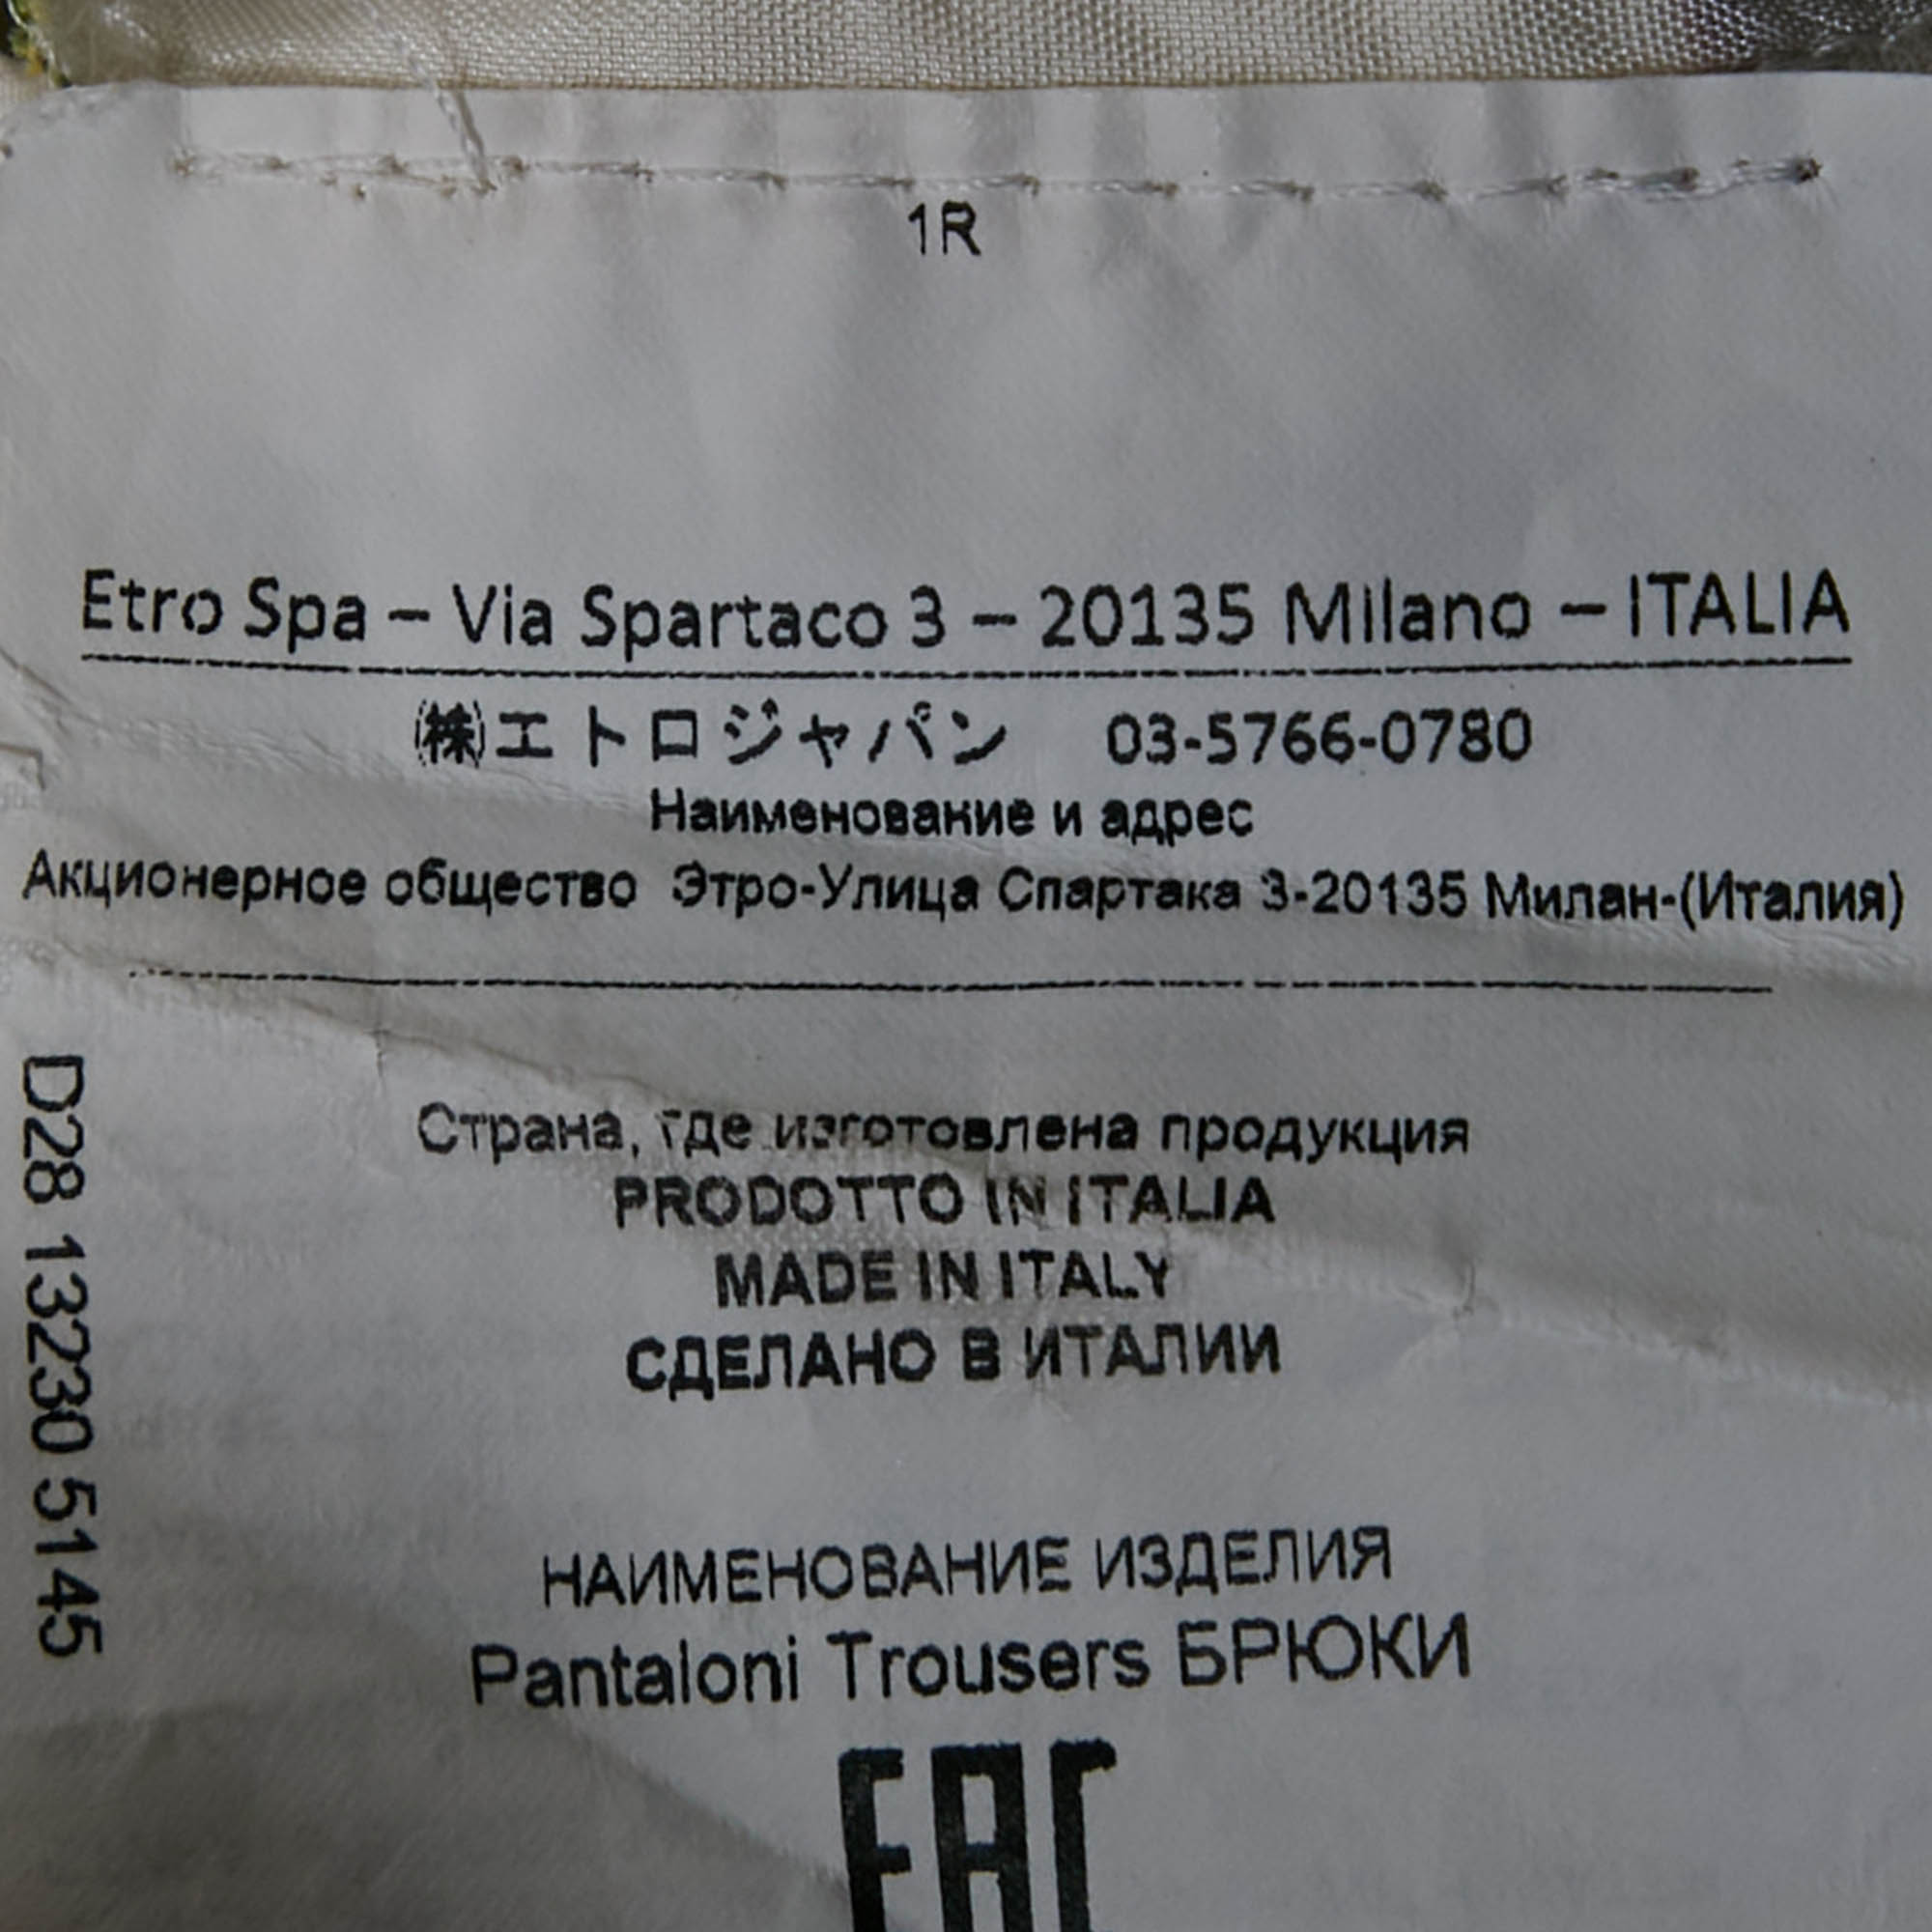 1R
Etro Spa – Via Spartaco 3 – 20135 Milano – ITALIA
㈱エトロジャパン 03-5766-0780
Наименование и адрес
Акционерное общество Этро-Улица Спартака 3-20135 Милан-(Италия)
Страна, где изготовлена продукция
PRODOTTO IN ITALIA
MADE IN ITALY
СДЕЛАНО В ИТАЛИИ
D28 13230 5145
НАИМЕНОВАНИЕ ИЗДЕЛИЯ
Pantaloni Trousers БРЮКИ
EAC